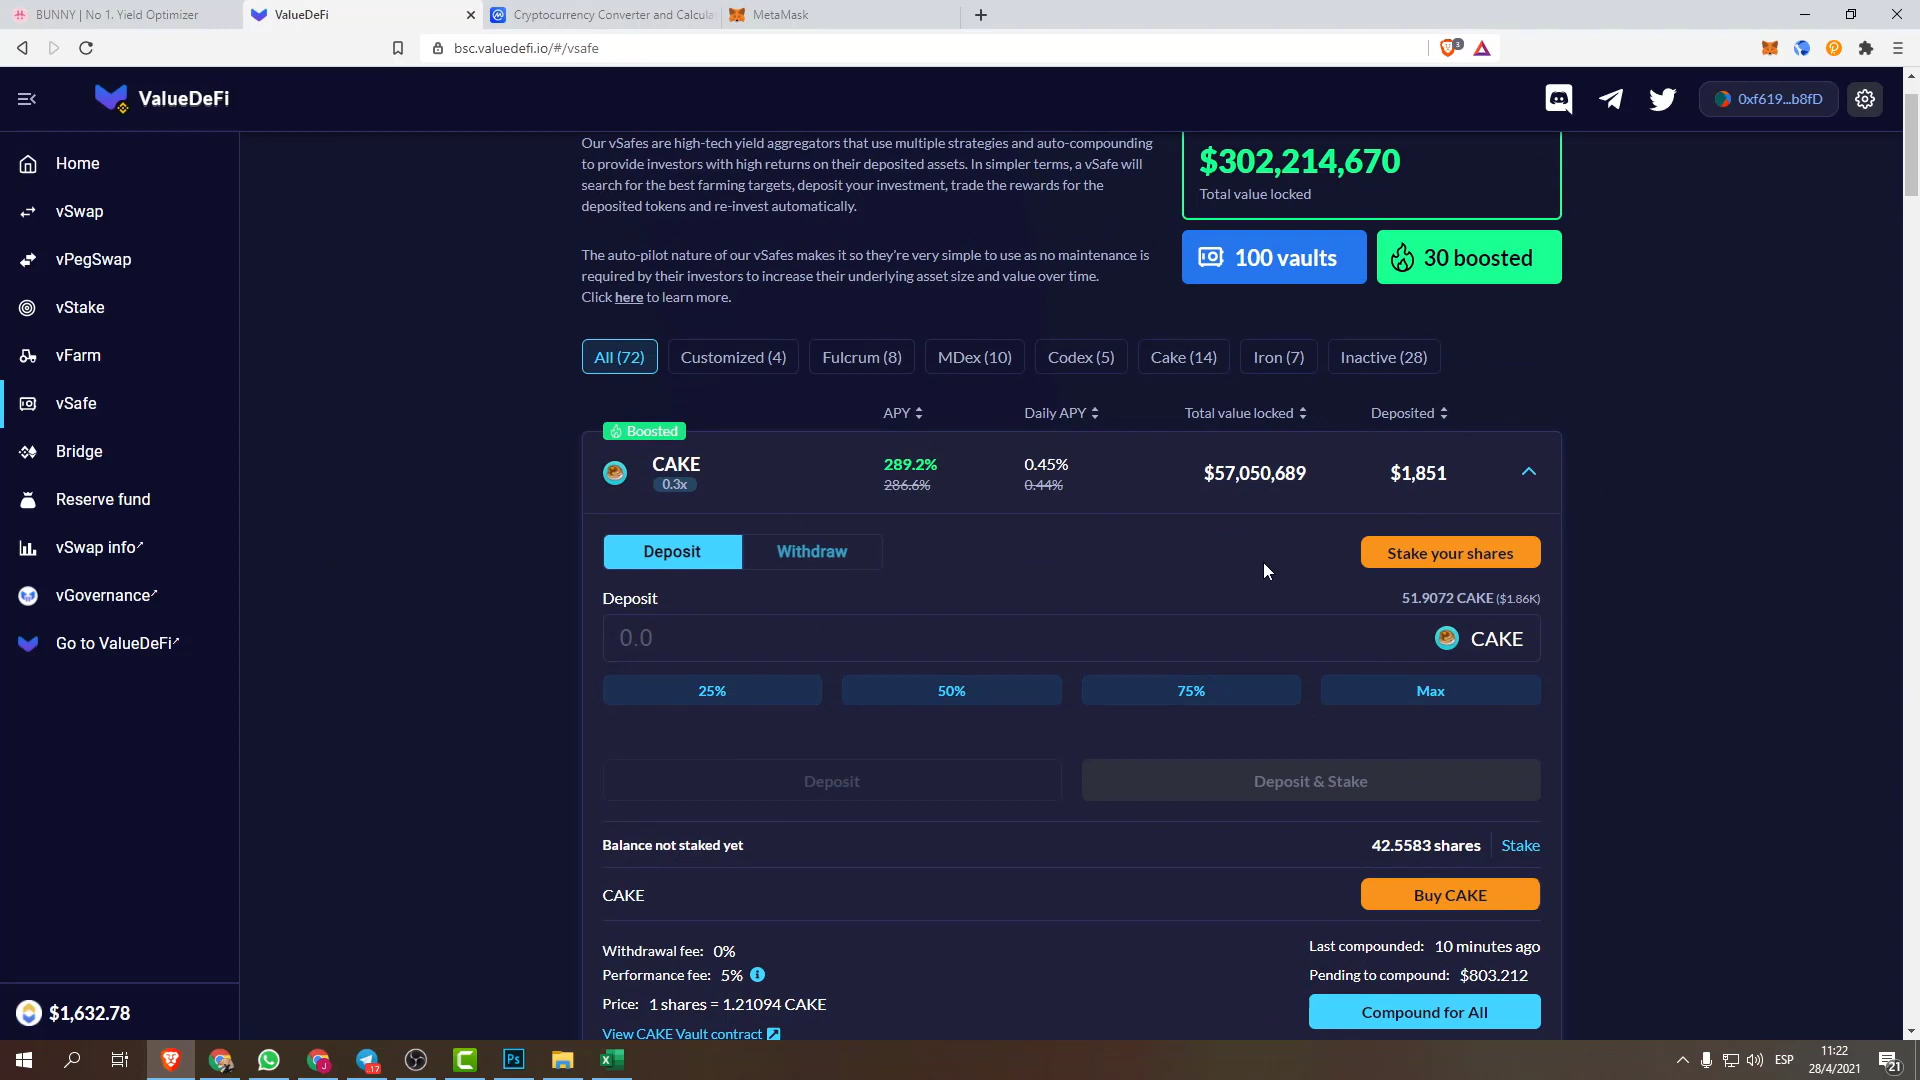 BUNNY | No 1. Yield Optimizer
ValueDeFi
Cryptocurrency Converter and Calcula
MetaMask
bsc.valuedefi.io/#/vsafe
3
ValueDeFi
0xf619...b8fD
Home
vSwap
vPegSwap
vStake
vFarm
vSafe
Bridge
Reserve fund
vSwap info↗
vGovernance↗
Go to ValueDeFi↗
$1,632.78
Our vSafes are high-tech yield aggregators that use multiple strategies and auto-compounding
to provide investors with high returns on their deposited assets. In simpler terms, a vSafe will
search for the best farming targets, deposit your investment, trade the rewards for the
deposited tokens and re-invest automatically.
The auto-pilot nature of our vSafes makes it so they're very simple to use as no maintenance is
required by their investors to increase their underlying asset size and value over time.
Click here to learn more.
$302,214,670
Total value locked
100 vaults
30 boosted
All (72)
Customized (4)
Fulcrum (8)
MDex (10)
Codex (5)
Cake (14)
Iron (7)
Inactive (28)
APY
Daily APY
Total value locked
Deposited
Boosted
CAKE
0.3x
289.2%
286.6%
0.45%
0.44%
$57,050,689
$1,851
Deposit
Withdraw
Stake your shares
Deposit
51.9072 CAKE ($1.86K)
0.0
CAKE
25%
50%
75%
Max
Deposit
Deposit & Stake
Balance not staked yet
42.5583 shares
Stake
CAKE
Buy CAKE
Withdrawal fee: 0%
Performance fee: 5%
Price: 1 shares = 1.21094 CAKE
View CAKE Vault contract
Last compounded: 10 minutes ago
Pending to compound: $803.212
Compound for All
17
Ps
ESP
11:22
28/4/2021
21